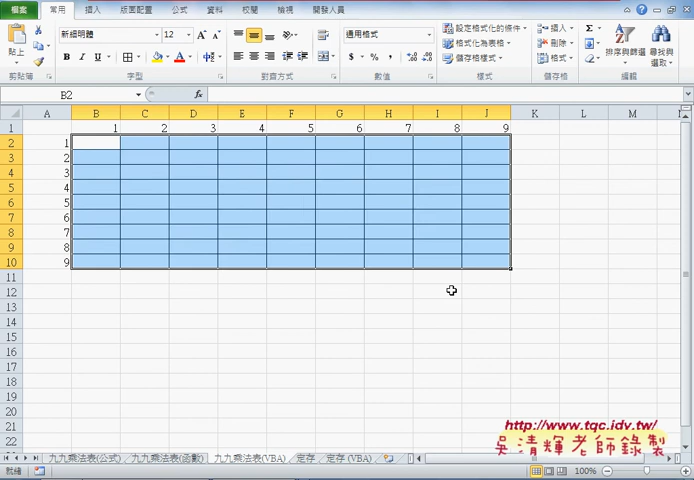 檔案 常用 插入 版面配置 公式 資料 校閱 檢視 開發人員
新細明體 12 通用格式 設定格式化的條件 插入 Σ
貼上 B I U $ % , 格式化為表格 刪除 排序與篩選 尋找與選取
儲存格樣式 格式
剪貼簿 字型 對齊方式 數值 樣式 儲存格 編輯
B2 fx
A B C D E F G H I J K L M
1 1 2 3 4 5 6 7 8 9
2 1
3 2
4 3
5 4
6 5
7 6
8 7
9 8
10 9
11
12
13
14
15
16
17
18
19
20
21
22
http://www.tqc.idv.tw/
吳清輝老師錄製
九九乘法表(公式) 九九乘法表(函數) 九九乘法表(VBA) 定存 定存 (VBA)
就緒 100%